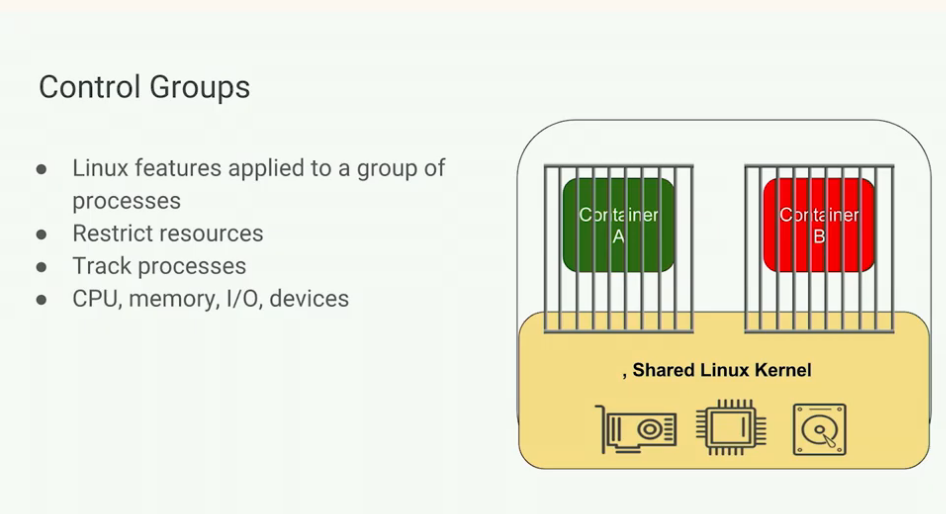 Control Groups
● Linux features applied to a group of
processes
● Restrict resources
● Track processes
● CPU, memory, I/O, devices
Container
A
Container
B
, Shared Linux Kernel